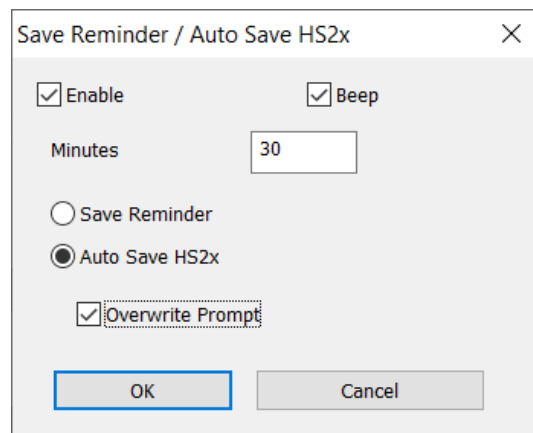 Save Reminder / Auto Save HS2x
Enable Beep
Minutes 30
Save Reminder
Auto Save HS2x
Overwrite Prompt
OK Cancel